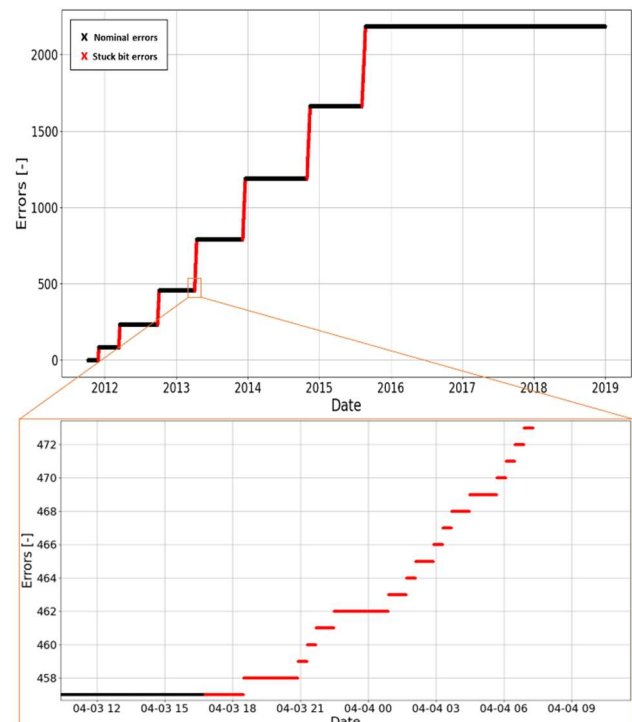 x Nominal errors
x Stuck bit errors
2000
1500
1000
500
0
Errors [-]
2012 2013 2014 2015 2016 2017 2018 2019
Date
472
470
468
466
464
462
460
458
Errors [-]
04-03 12 04-03 15 04-03 18 04-03 21 04-04 00 04-04 03 04-04 06 04-04 09
Date